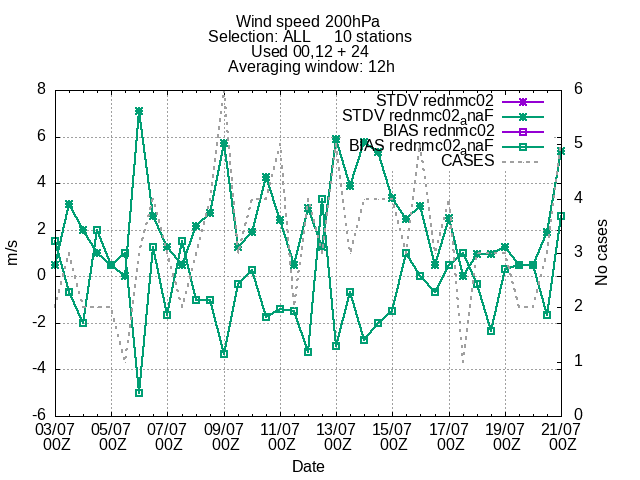 Wind speed 200hPa
Selection: ALL 10 stations
Used 00,12 + 24
Averaging window: 12h
STDV rednmc02
STDV rednmc02anaF
BIAS rednmc02
BIAS rednmc02anaF
CASES
8
6
4
2
0
-2
-4
-6
m/s
6
5
4
3
2
1
0
No cases
03/07 05/07 07/07 09/07 11/07 13/07 15/07 17/07 19/07 21/07
00Z 00Z 00Z 00Z 00Z 00Z 00Z 00Z 00Z 00Z
Date